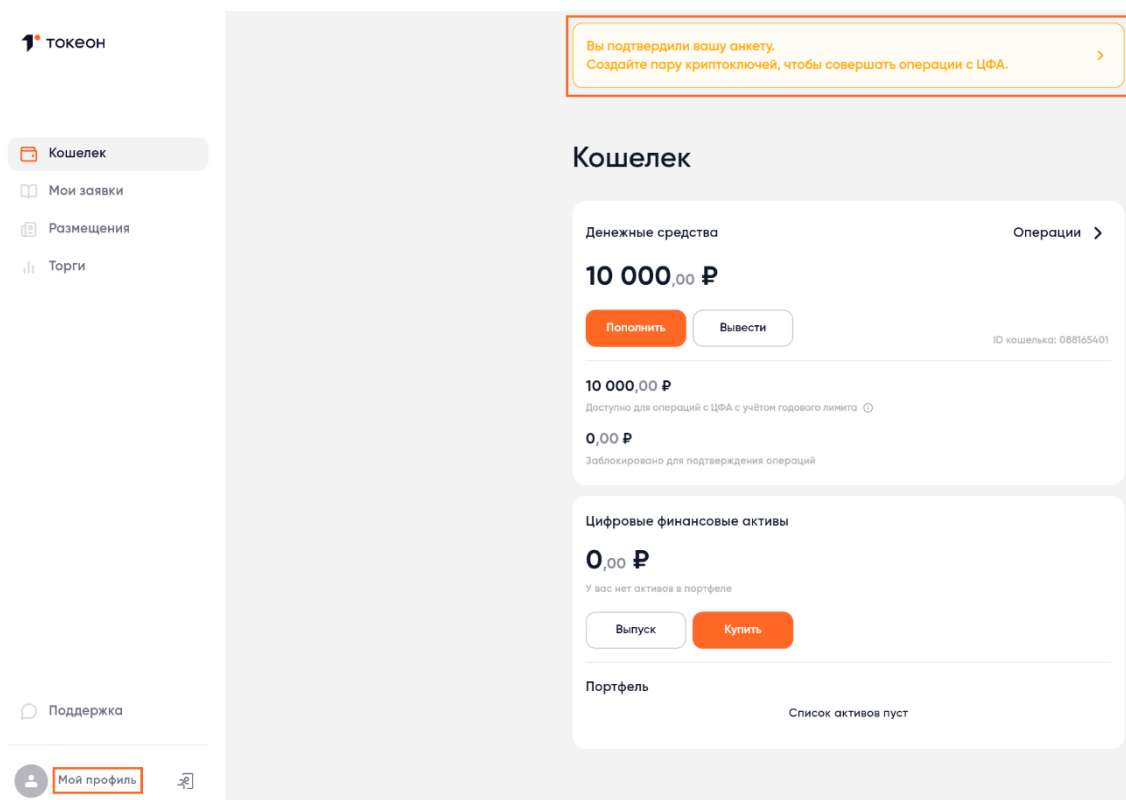 токеон
Вы подтвердили вашу анкету.
Создайте пару криптоключей, чтобы совершать операции с ЦФА.
Кошелек
Мои заявки
Размещения
Торги
Кошелек
Денежные средства
Операции
10 000,00 ₽
Пополнить
Вывести
ID кошелька: 088165401
10 000,00 ₽
Доступно для операций с ЦФА с учётом годового лимита
0,00 ₽
Заблокировано для подтверждения операций
Цифровые финансовые активы
0,00 ₽
У вас нет активов в портфеле
Выпуск
Купить
Портфель
Список активов пуст
Поддержка
Мой профиль